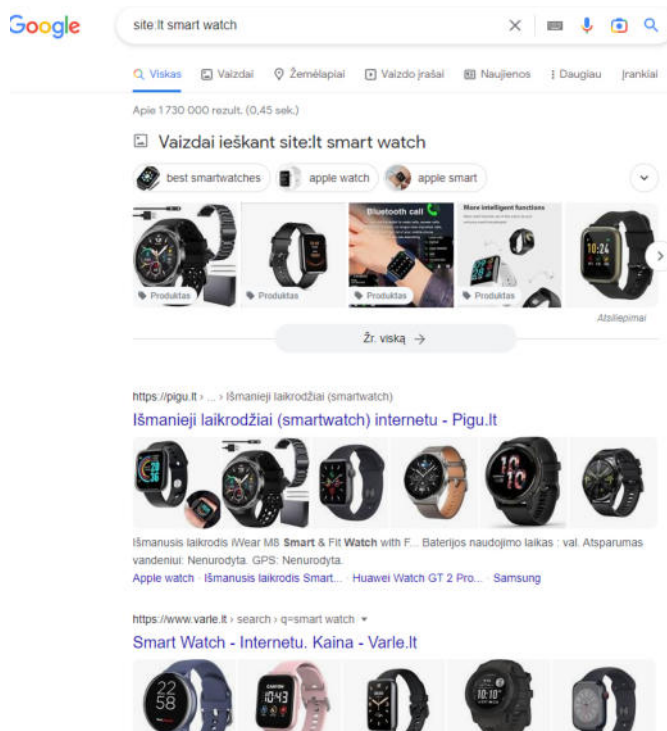 Google
site:lt smart watch
Viskas Vaizdai Žemėlapiai Vaizdo įrašai Naujienos Daugiau Įrankiai
Apie 1 730 000 rezult. (0,45 sek.)
Vaizdai ieškant site:lt smart watch
best smartwatches apple watch apple smart
Bluetooth call
More intelligent functions
10:24
Produktas Produktas Produktas Produktas
Atsiliepimai
Žr. viską →
https://pigu.lt › ... › Išmanieji laikrodžiai (smartwatch)
Išmanieji laikrodžiai (smartwatch) internetu - Pigu.lt
Išmanusis laikrodis iWear M8 Smart & Fit Watch with F... Baterijos naudojimo laikas : val. Atsparumas
vandeniui: Nenurodyta. GPS: Nenurodyta.
Apple watch · Išmanusis laikrodis Smart... · Huawei Watch GT 2 Pro... · Samsung
https://www.varle.lt › search › q=smart watch
Smart Watch - Internetu. Kaina - Varle.lt
22
58
CANYON
10:43
10:10